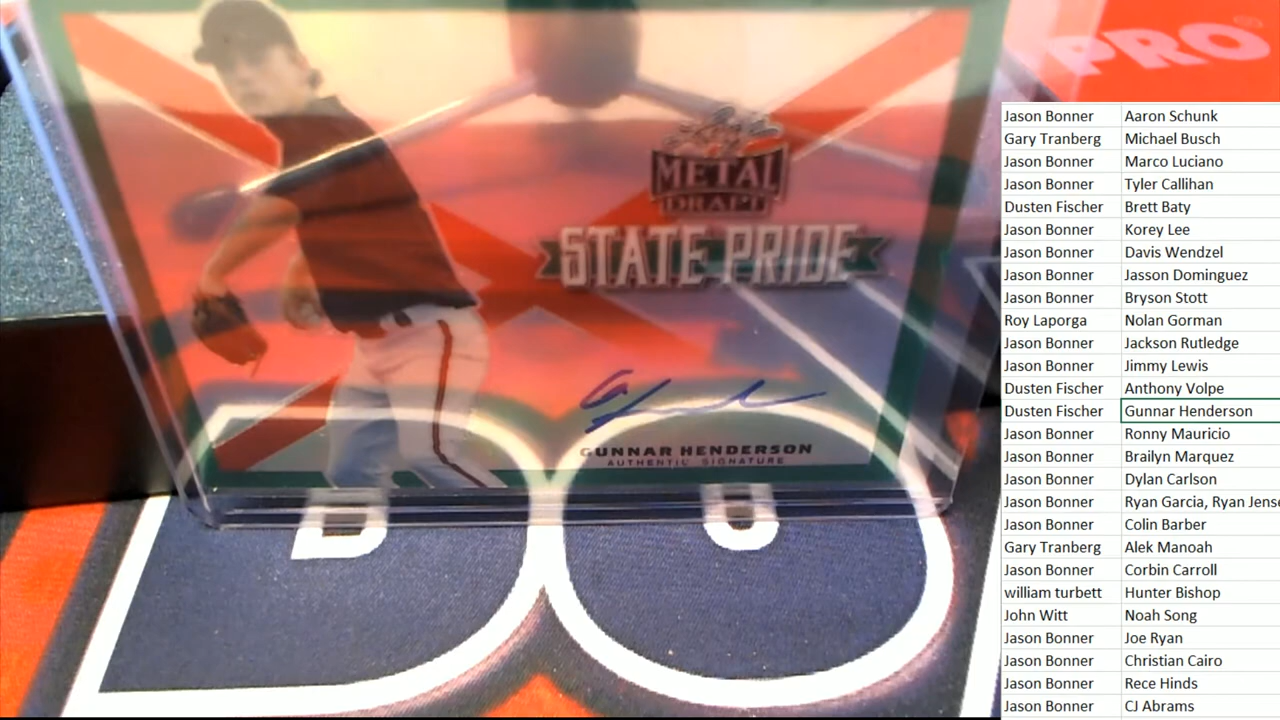 PRO
Leaf
METAL
DRAFT
STATE PRIDE
GUNNAR HENDERSON
AUTHENTIC SIGNATURE
Jason Bonner Aaron Schunk
Gary Tranberg Michael Busch
Jason Bonner Marco Luciano
Jason Bonner Tyler Callihan
Dusten Fischer Brett Baty
Jason Bonner Korey Lee
Jason Bonner Davis Wendzel
Jason Bonner Jasson Dominguez
Jason Bonner Bryson Stott
Roy Laporga Nolan Gorman
Jason Bonner Jackson Rutledge
Jason Bonner Jimmy Lewis
Dusten Fischer Anthony Volpe
Dusten Fischer Gunnar Henderson
Jason Bonner Ronny Mauricio
Jason Bonner Brailyn Marquez
Jason Bonner Dylan Carlson
Jason Bonner Ryan Garcia, Ryan Jens
Jason Bonner Colin Barber
Gary Tranberg Alek Manoah
Jason Bonner Corbin Carroll
william turbett Hunter Bishop
John Witt Noah Song
Jason Bonner Joe Ryan
Jason Bonner Christian Cairo
Jason Bonner Rece Hinds
Jason Bonner CJ Abrams